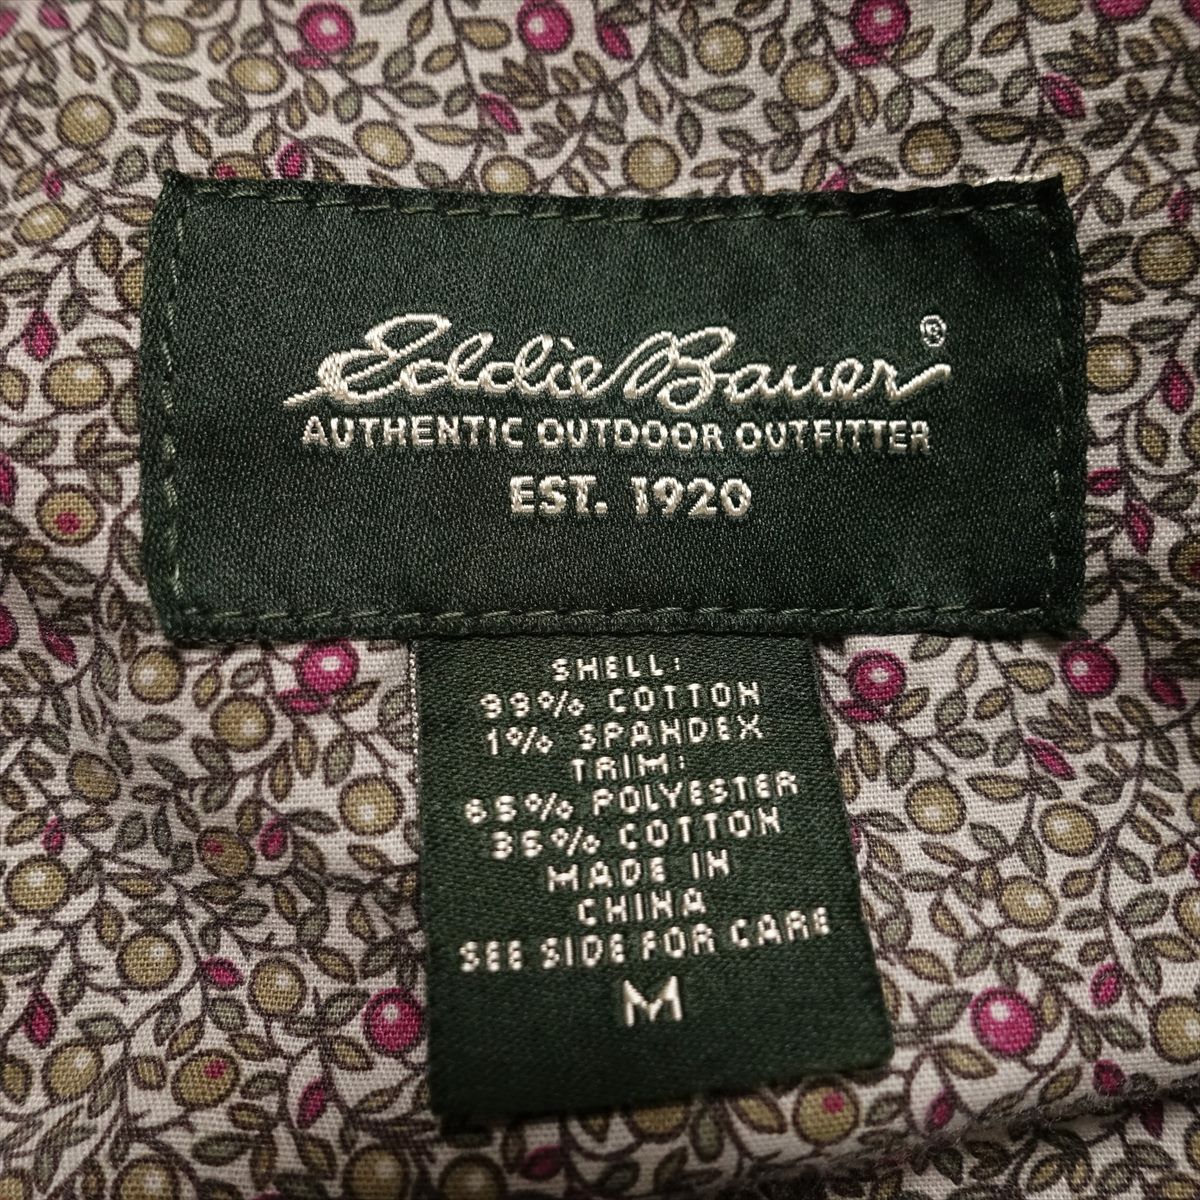 Eddie Bauer®
AUTHENTIC OUTDOOR OUTFITTER
EST. 1920
SHELL:
99% COTTON
1% SPANDEX
TRIM:
65% POLYESTER
35% COTTON
MADE IN
CHINA
SEE SIDE FOR CARE
M